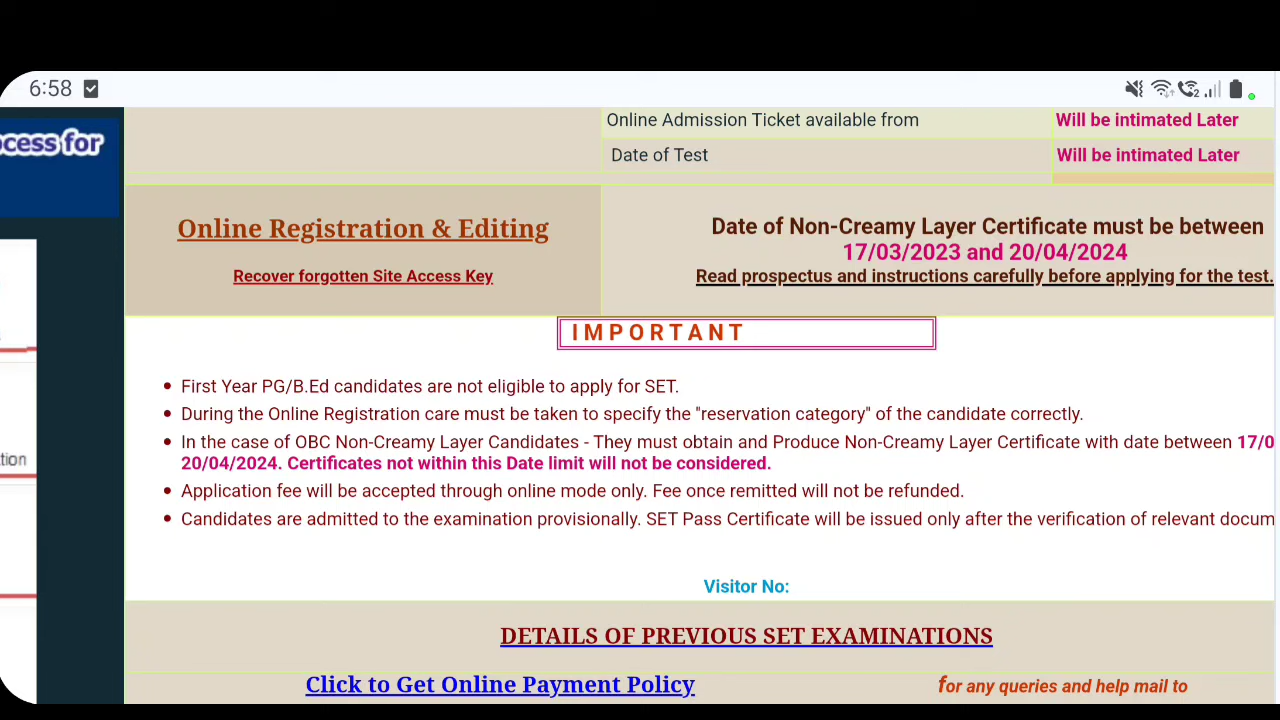 6:58
ocess for
Online Admission Ticket available from
Will be intimated Later
Date of Test
Will be intimated Later
Online Registration & Editing
Recover forgotten Site Access Key
Date of Non-Creamy Layer Certificate must be between
17/03/2023 and 20/04/2024
Read prospectus and instructions carefully before applying for the test.
IMPORTANT
First Year PG/B.Ed candidates are not eligible to apply for SET.
During the Online Registration care must be taken to specify the "reservation category" of the candidate correctly.
In the case of OBC Non-Creamy Layer Candidates - They must obtain and Produce Non-Creamy Layer Certificate with date between 17/0
20/04/2024. Certificates not within this Date limit will not be considered.
tion
Application fee will be accepted through online mode only. Fee once remitted will not be refunded.
Candidates are admitted to the examination provisionally. SET Pass Certificate will be issued only after the verification of relevant docum
Visitor No:
DETAILS OF PREVIOUS SET EXAMINATIONS
Click to Get Online Payment Policy
for any queries and help mail to